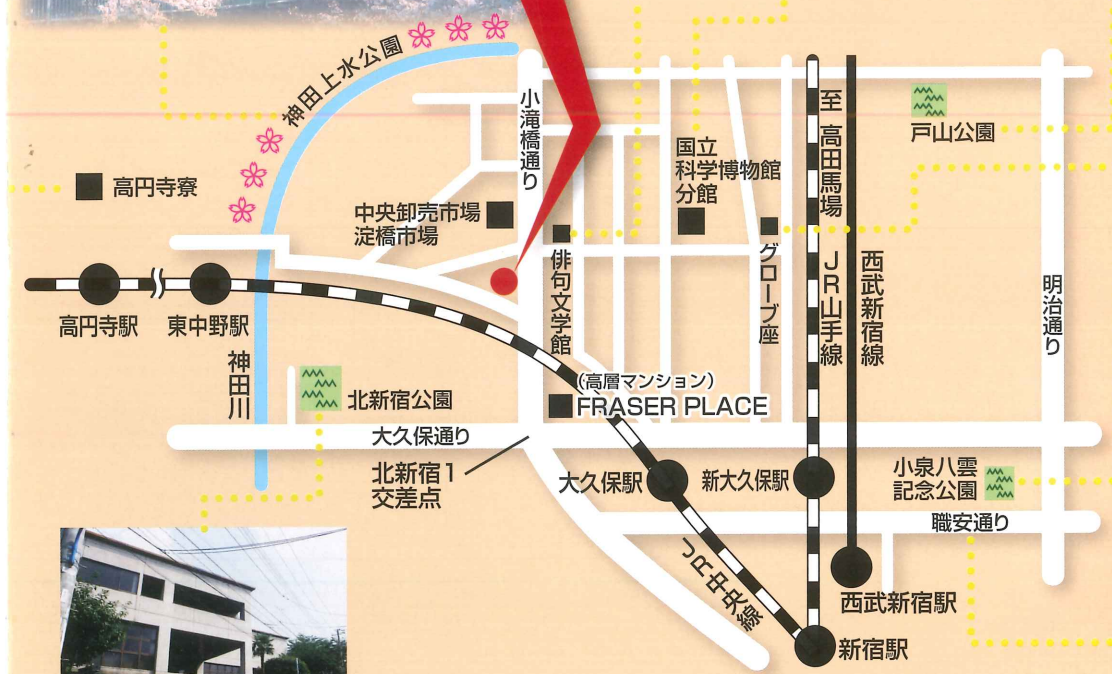 神田上水公園
小滝橋通り
国立
科学博物館
分館
至 高田馬場
戸山公園
高円寺寮
中央卸売市場
淀橋市場
俳句文学館
グローブ座
JR山手線
西武新宿線
明治通り
高円寺駅
東中野駅
神田川
北新宿公園
(高層マンション)
FRASER PLACE
大久保通り
北新宿1
交差点
大久保駅
新大久保駅
小泉八雲
記念公園
職安通り
JR中央線
西武新宿駅
新宿駅